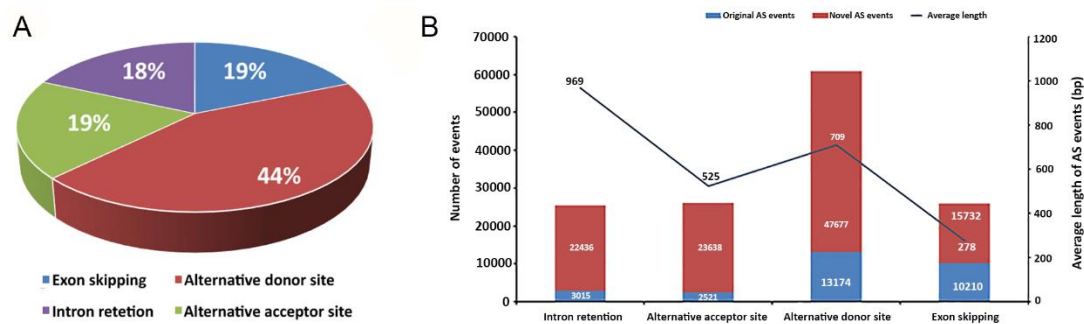 A
18%
19%
19%
44%
Exon skipping
Alternative donor site
Intron retention
Alternative acceptor site
B
Original AS events
Novel AS events
Average length
Number of events
70000
60000
50000
40000
30000
20000
10000
0
1200
1000
800
600
400
200
0
Average length of AS events (bp)
969
525
709
278
22436
23638
47677
15732
3015
2521
13174
10210
Intron retention
Alternative acceptor site
Alternative donor site
Exon skipping